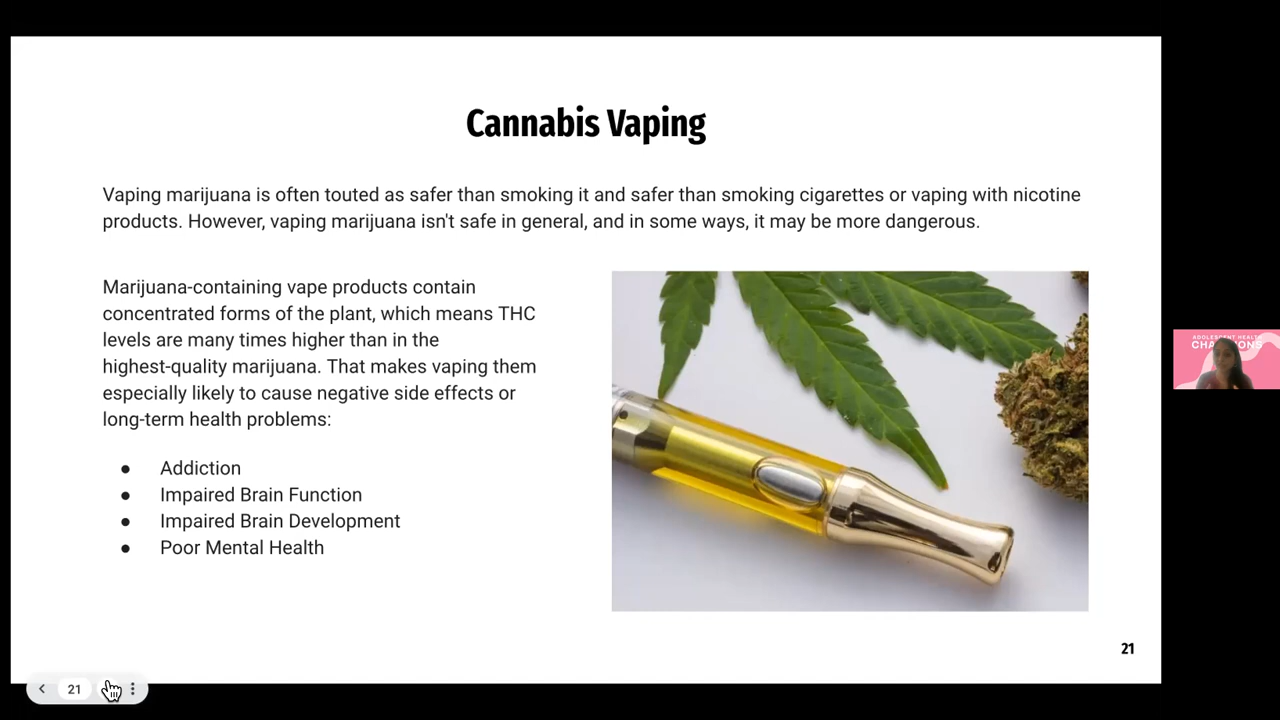 Cannabis Vaping
Vaping marijuana is often touted as safer than smoking it and safer than smoking cigarettes or vaping with nicotine
products. However, vaping marijuana isn't safe in general, and in some ways, it may be more dangerous.
Marijuana-containing vape products contain
concentrated forms of the plant, which means THC
levels are many times higher than in the
highest-quality marijuana. That makes vaping them
especially likely to cause negative side effects or
long-term health problems:
● Addiction
● Impaired Brain Function
● Impaired Brain Development
● Poor Mental Health
ADOLESCENT HEALTH
CHAMPIONS
21
21